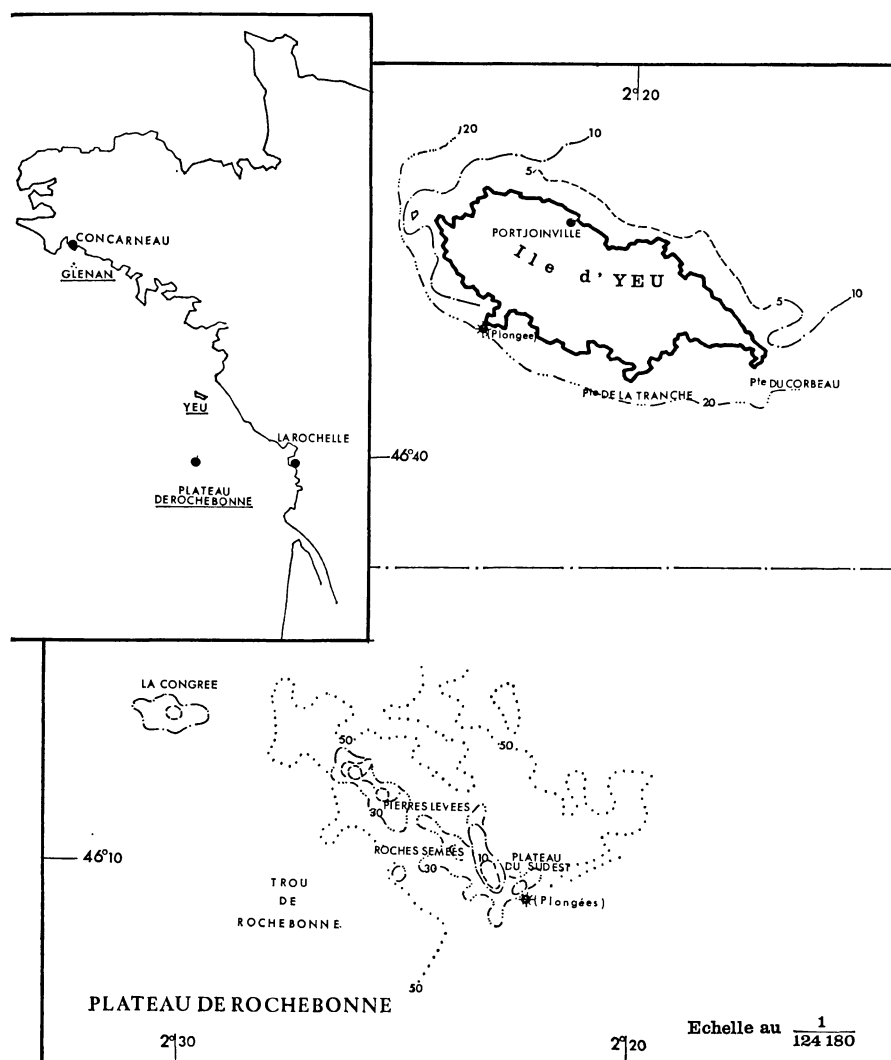 CONCARNEAU
GLENAN
YEU
LA ROCHELLE
PLATEAU
DE ROCHEBONNE
2°20
20
10
5
PORTJOINVILLE
Ile d'YEU
5
10
(Plongée)
Pte DE LA TRANCHE
20
Pte DU CORBEAU
46°40
LA CONGREE
50
50
PIERRES LEVEES
30
46°10
ROCHES SEMEES
30
10
PLATEAU
DU SUDEST
(Plongées)
TROU
DE
ROCHEBONNE
50
PLATEAU DE ROCHEBONNE
Echelle au 1
124 180
2°30
2°20